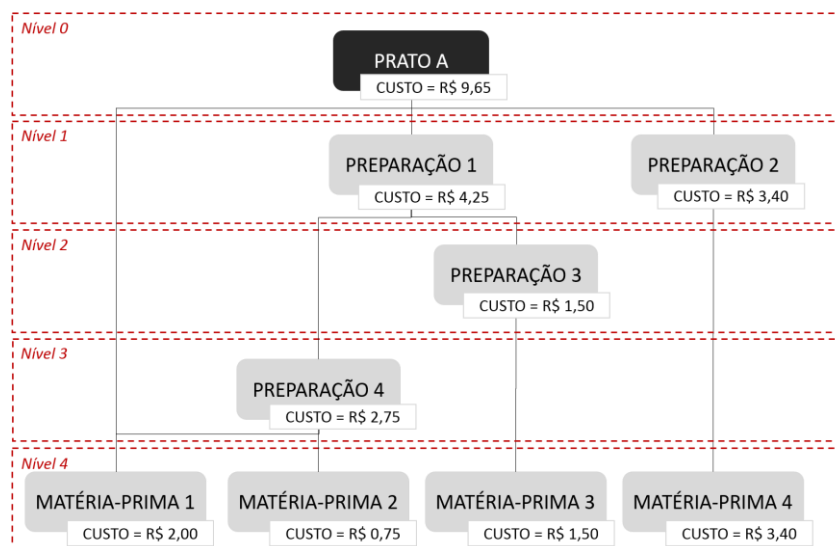 Nível 0
PRATO A
CUSTO = R$ 9,65
Nível 1
PREPARAÇÃO 1
CUSTO = R$ 4,25
PREPARAÇÃO 2
CUSTO = R$ 3,40
Nível 2
PREPARAÇÃO 3
CUSTO = R$ 1,50
Nível 3
PREPARAÇÃO 4
CUSTO = R$ 2,75
Nível 4
MATÉRIA-PRIMA 1
CUSTO = R$ 2,00
MATÉRIA-PRIMA 2
CUSTO = R$ 0,75
MATÉRIA-PRIMA 3
CUSTO = R$ 1,50
MATÉRIA-PRIMA 4
CUSTO = R$ 3,40